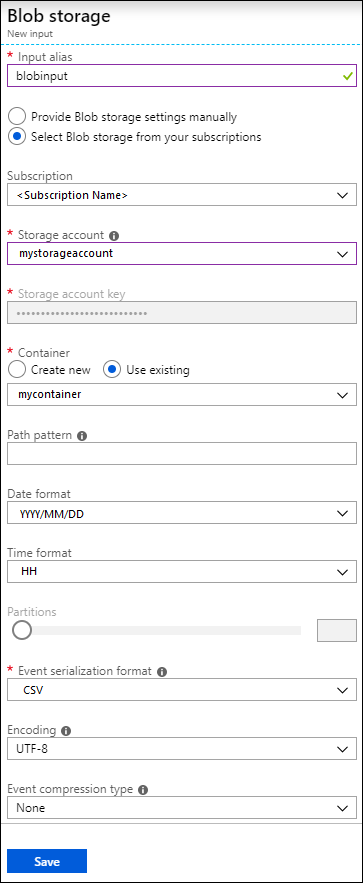 Blob storage
New input
* Input alias
blobinput
Provide Blob storage settings manually
Select Blob storage from your subscriptions
Subscription
<Subscription Name>
* Storage account
mystorageaccount
* Storage account key
•••••••••••••••••••••••••••
* Container
Create new Use existing
mycontainer
Path pattern
Date format
YYYY/MM/DD
Time format
HH
Partitions
* Event serialization format
CSV
Encoding
UTF-8
Event compression type
None
Save